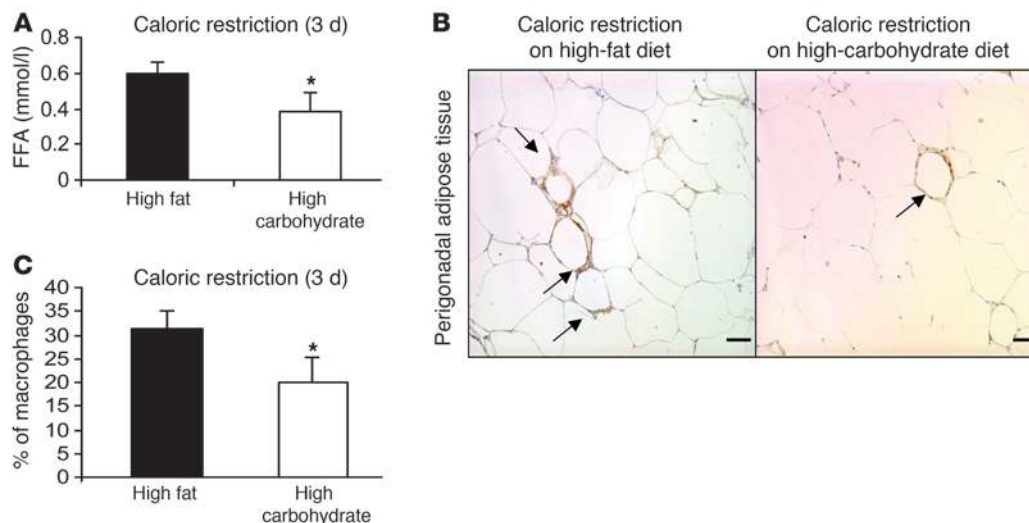 A
Caloric restriction (3 d)
FFA (mmol/l)
0.8
0.6
0.4
0.2
0
*
High fat
High
carbohydrate
B
Caloric restriction
on high-fat diet
Caloric restriction
on high-carbohydrate diet
Perigonadal adipose tissue
C
Caloric restriction (3 d)
% of macrophages
40
35
30
25
20
15
10
5
0
*
High fat
High
carbohydrate